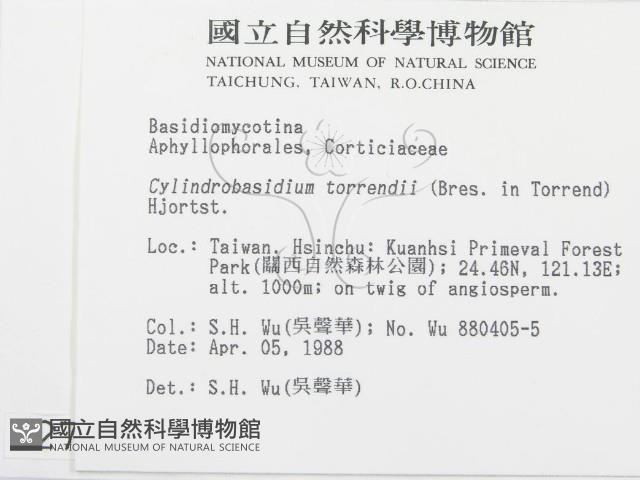 國立自然科學博物館
NATIONAL MUSEUM OF NATURAL SCIENCE
TAICHUNG, TAIWAN, R.O.CHINA
Basidiomycotina
Aphyllophorales, Corticiaceae
Cylindrobasidium torrendii (Bres. in Torrend)
Hjortst.
Loc.: Taiwan. Hsinchu: Kuanhsi Primeval Forest
Park(關西自然森林公園); 24.46N, 121.13E;
alt. 1000m; on twig of angiosperm.
Col.: S.H. Wu(吳聲華); No. Wu 880405-5
Date: Apr. 05, 1988
Det.: S.H. Wu(吳聲華)
國立自然科學博物館
NATIONAL MUSEUM OF NATURAL SCIENCE